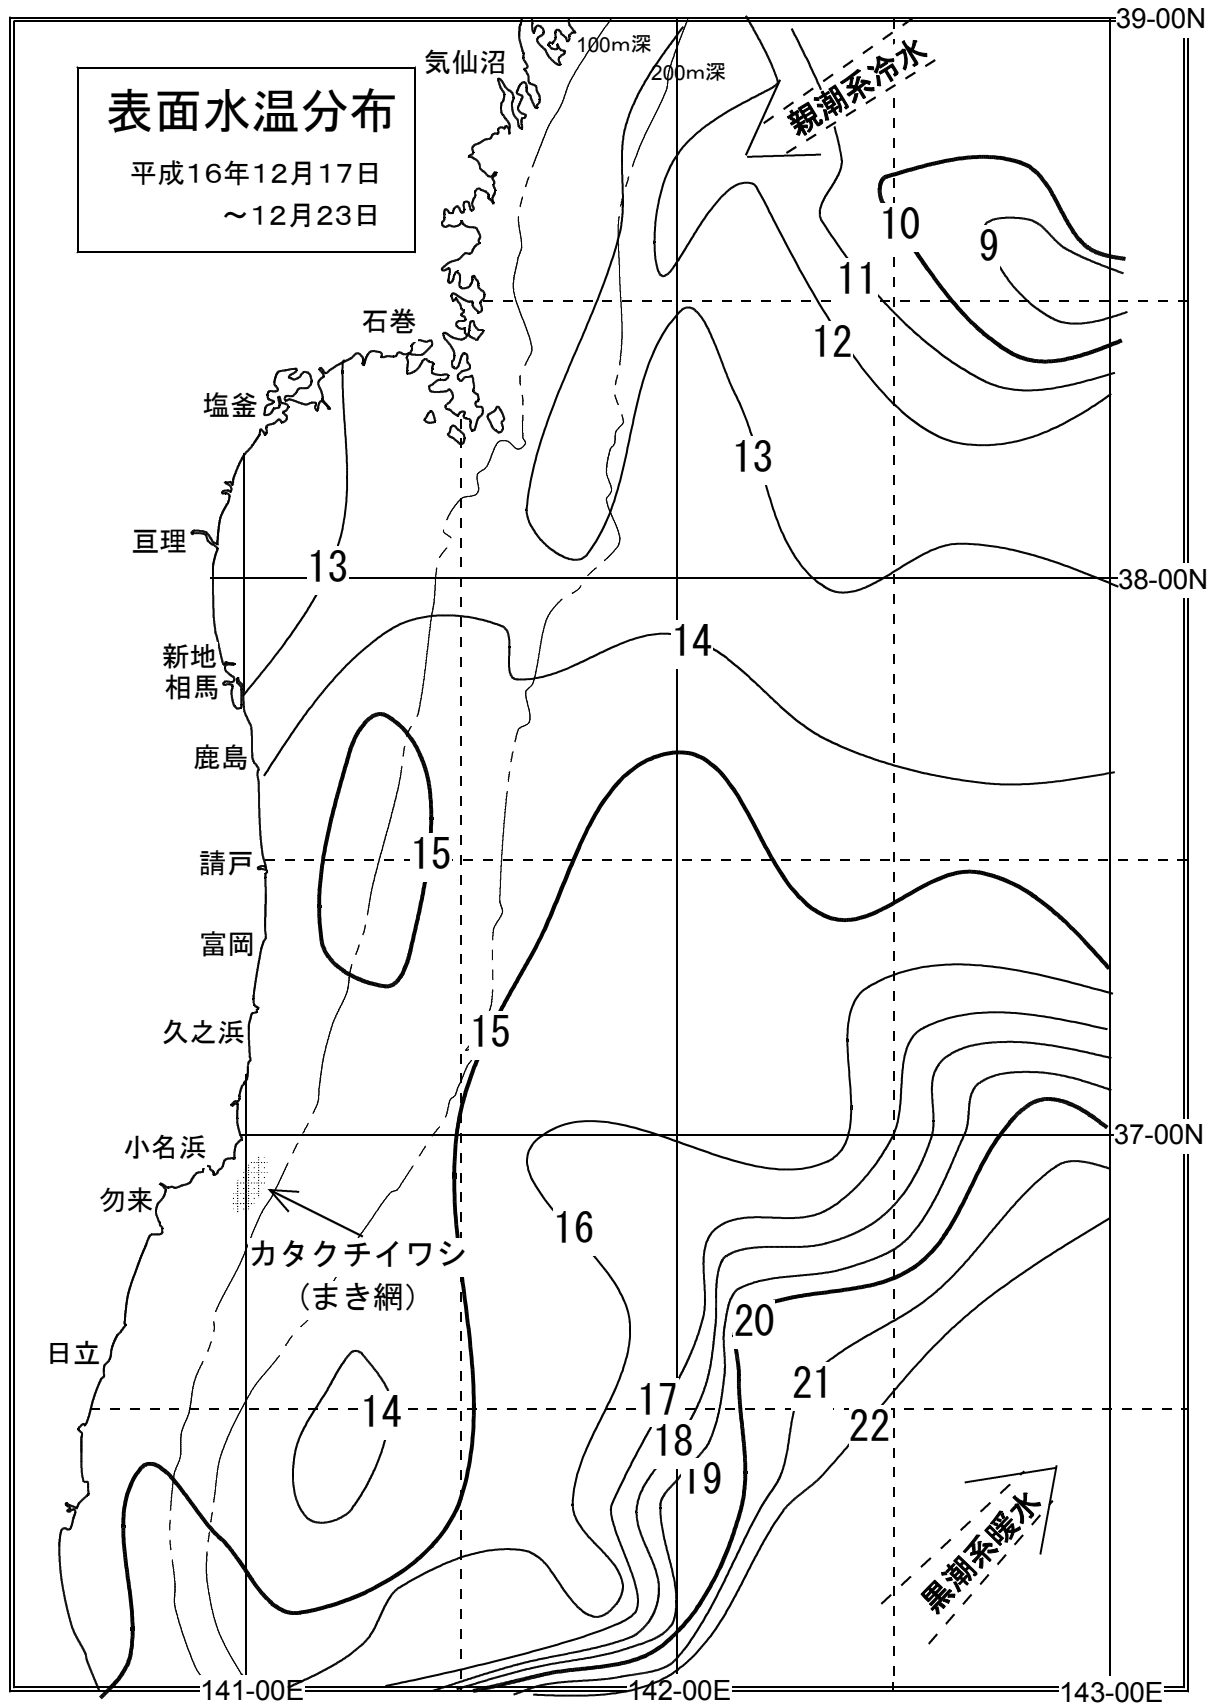 39-00N
100m深
気仙沼
200m深
親潮系冷水
表面水温分布
平成16年12月17日
～12月23日
10
9
11
石巻
12
塩釜
13
亘理
13
38-00N
新地
14
相馬
鹿島
15
請戸
富岡
15
久之浜
37-00N
小名浜
勿来
16
カタクチイワシ
（まき網）
20
日立
21
17
14
22
18
19
黒潮系暖水
141-00E
142-00E
143-00E